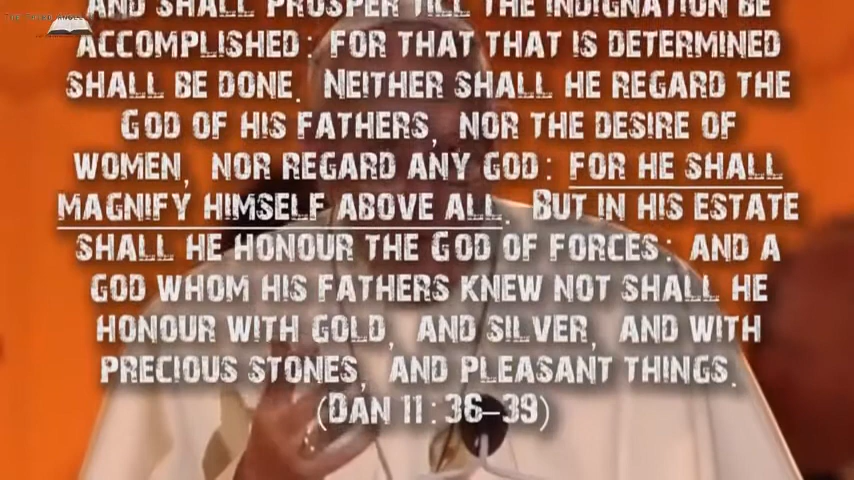 THE THIRD ANGEL
AND SHALL PROSPER TILL THE INDIGNATION BE
ACCOMPLISHED: FOR THAT THAT IS DETERMINED
SHALL BE DONE. NEITHER SHALL HE REGARD THE
GOD OF HIS FATHERS, NOR THE DESIRE OF
WOMEN, NOR REGARD ANY GOD: FOR HE SHALL
MAGNIFY HIMSELF ABOVE ALL. BUT IN HIS ESTATE
SHALL HE HONOUR THE GOD OF FORCES: AND A
GOD WHOM HIS FATHERS KNEW NOT SHALL HE
HONOUR WITH GOLD, AND SILVER, AND WITH
PRECIOUS STONES, AND PLEASANT THINGS.
(DAN 11:36–39)